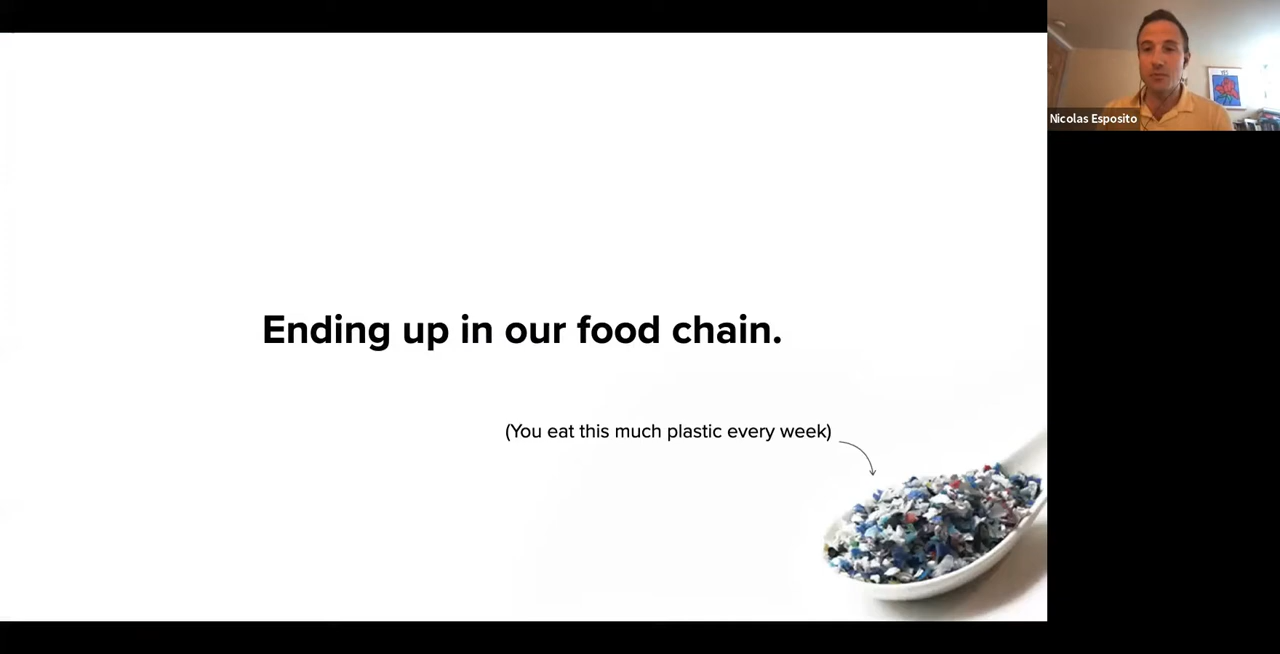 Ending up in our food chain.
(You eat this much plastic every week)
Nicolas Esposito